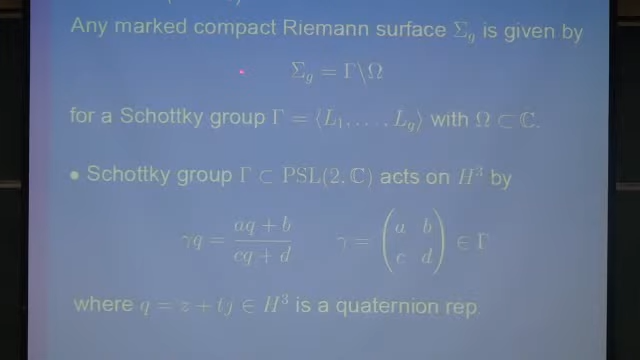 Any marked compact Riemann surface Σ_g is given by
Σ_g = Γ\Ω
for a Schottky group Γ = ⟨L_1, ..., L_g⟩ with Ω ⊂ ℂ.
• Schottky group Γ ⊂ PSL(2, ℂ) acts on H^3 by
γq = (aq + b)/(cq + d)    γ = (a b; c d) ∈ Γ
where q = z + tj ∈ H^3 is a quaternion rep.